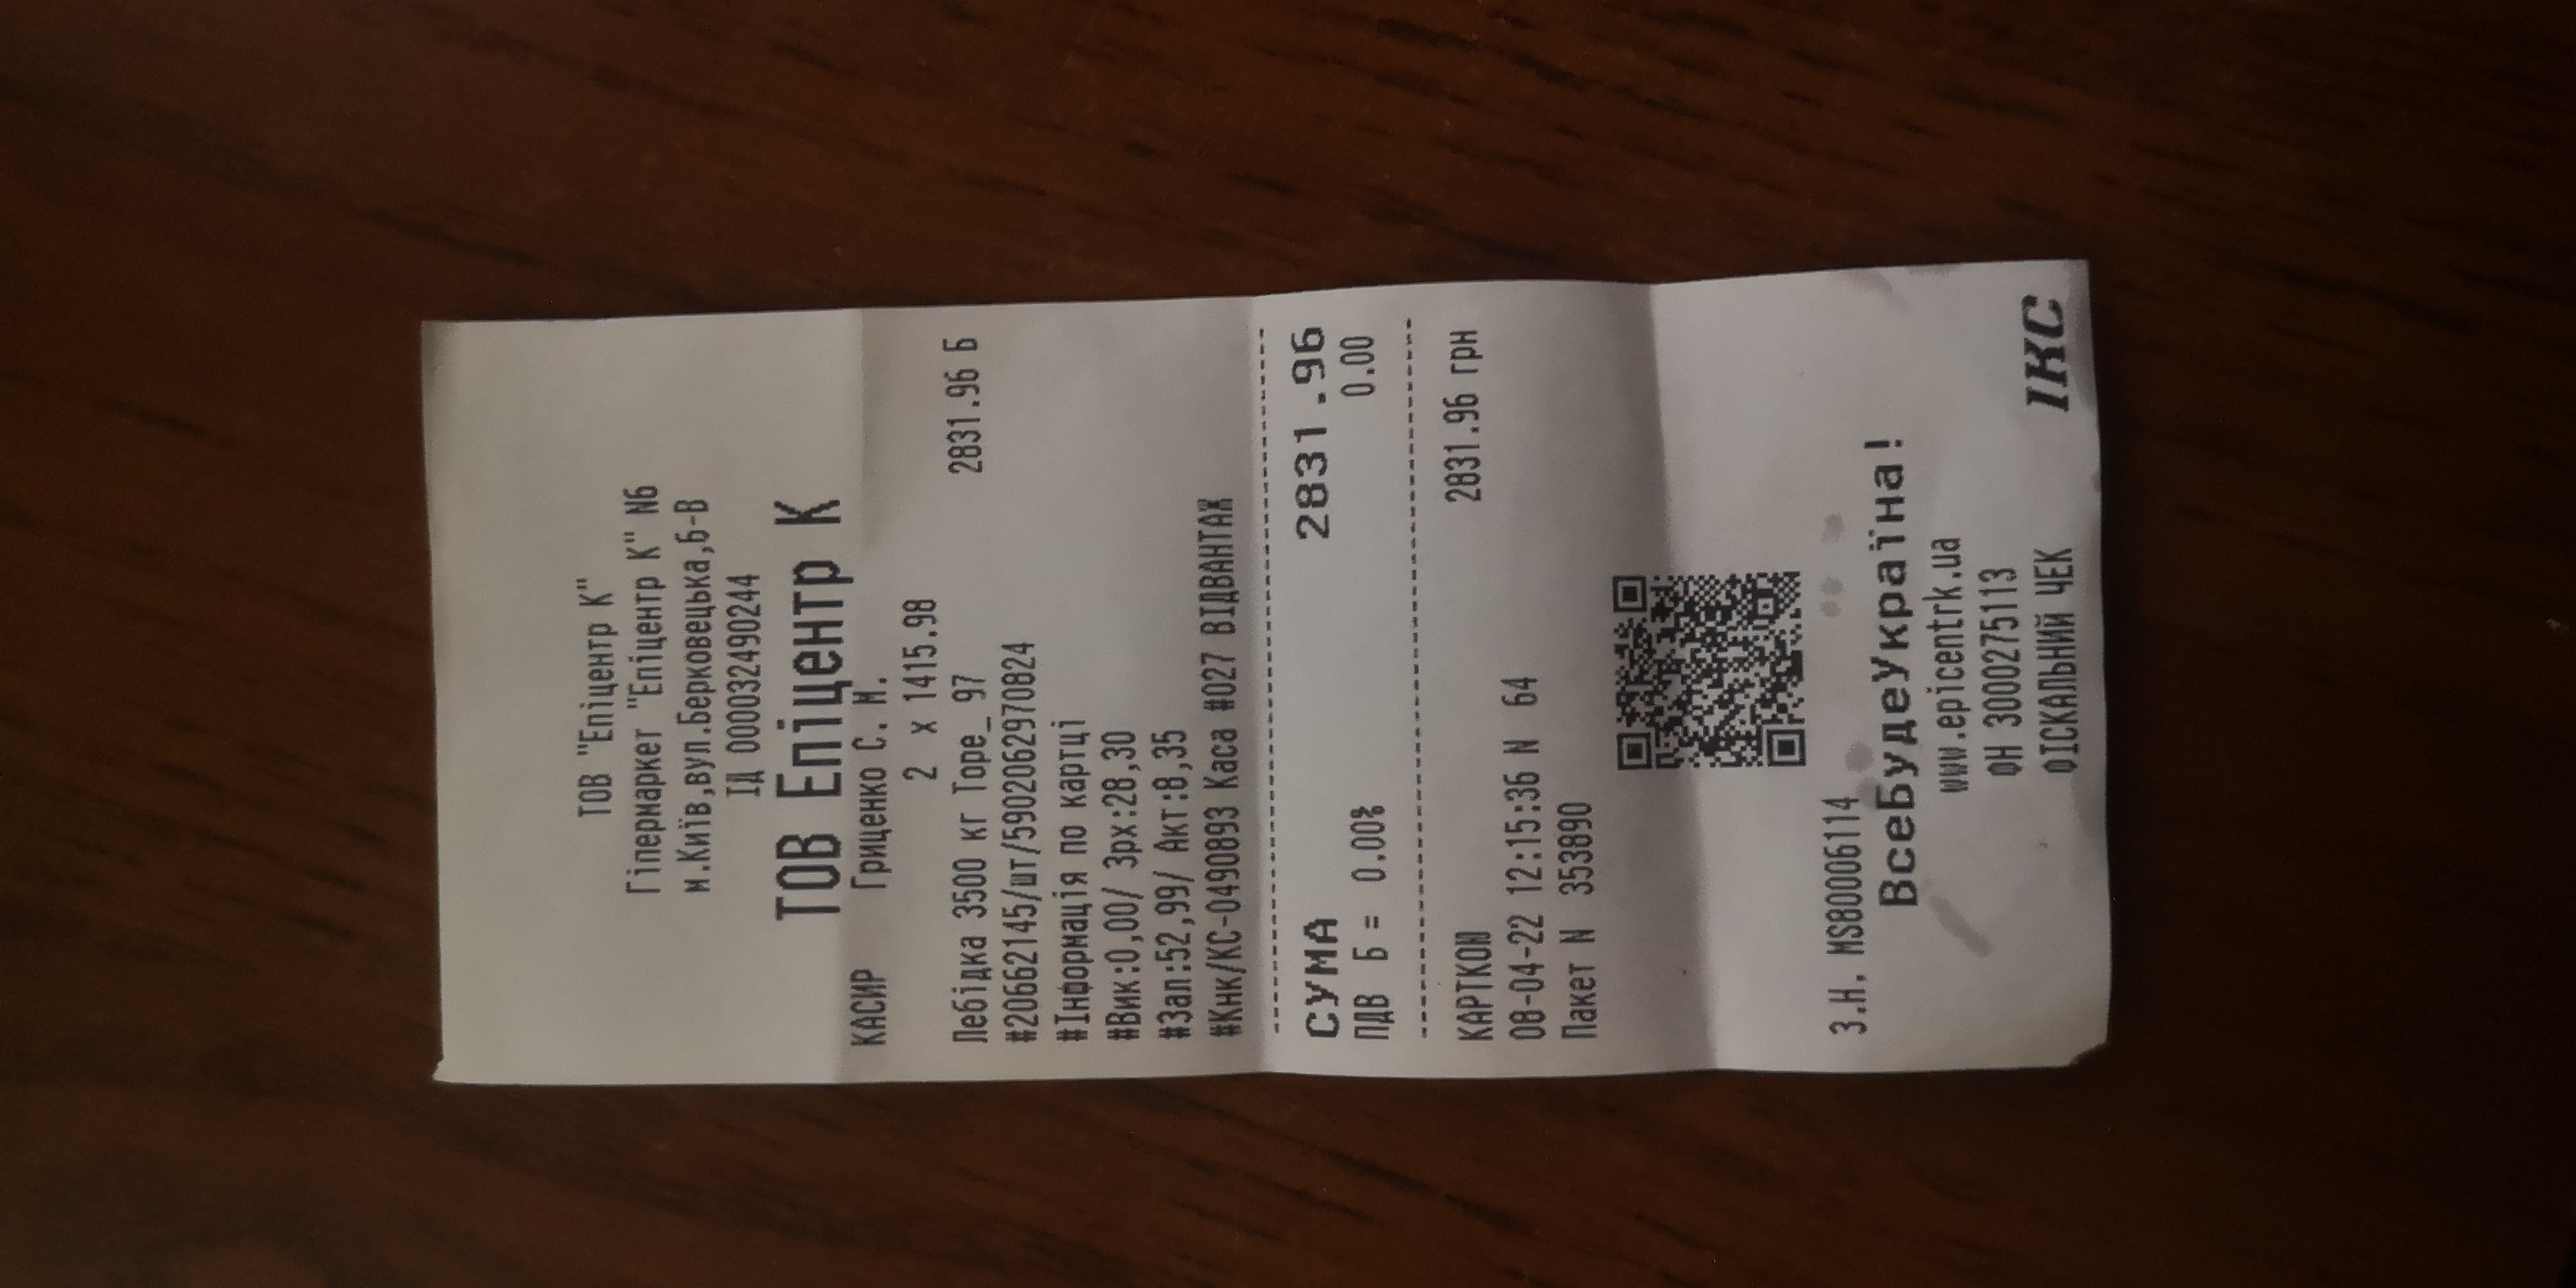 ТОВ "Епіцентр К"
Гіпермаркет "Епіцентр К" N6
м.Київ,вул.Берковецька,6-В
ІД 000032490244
ТОВ Епіцентр К
КАСИР Гриценко С. М.
2 x 1415.98
Лебідка 3500 кг Торе_ 97 2831.96 Б
#20662145/шт/5902062970824
#Інформація по картці
#Вик:0,00/ Зрх:28,30
#Зал:52,99/ Акт:8,35
#Кнк/КС-0490893 Каса #027 ВІДВАНТАЖ
СУМА 2831.96
ПДВ Б = 0.00% 0.00
КАРТКОЮ 2831.96 грн
08-04-22 12:15:36 N 64
Пакет N 353890
З.Н. MS80006114
ВсеБудеУкраїна!
www.epicentrk.ua
ФН 3000275113
ФІСКАЛЬНИЙ ЧЕК
ІКС